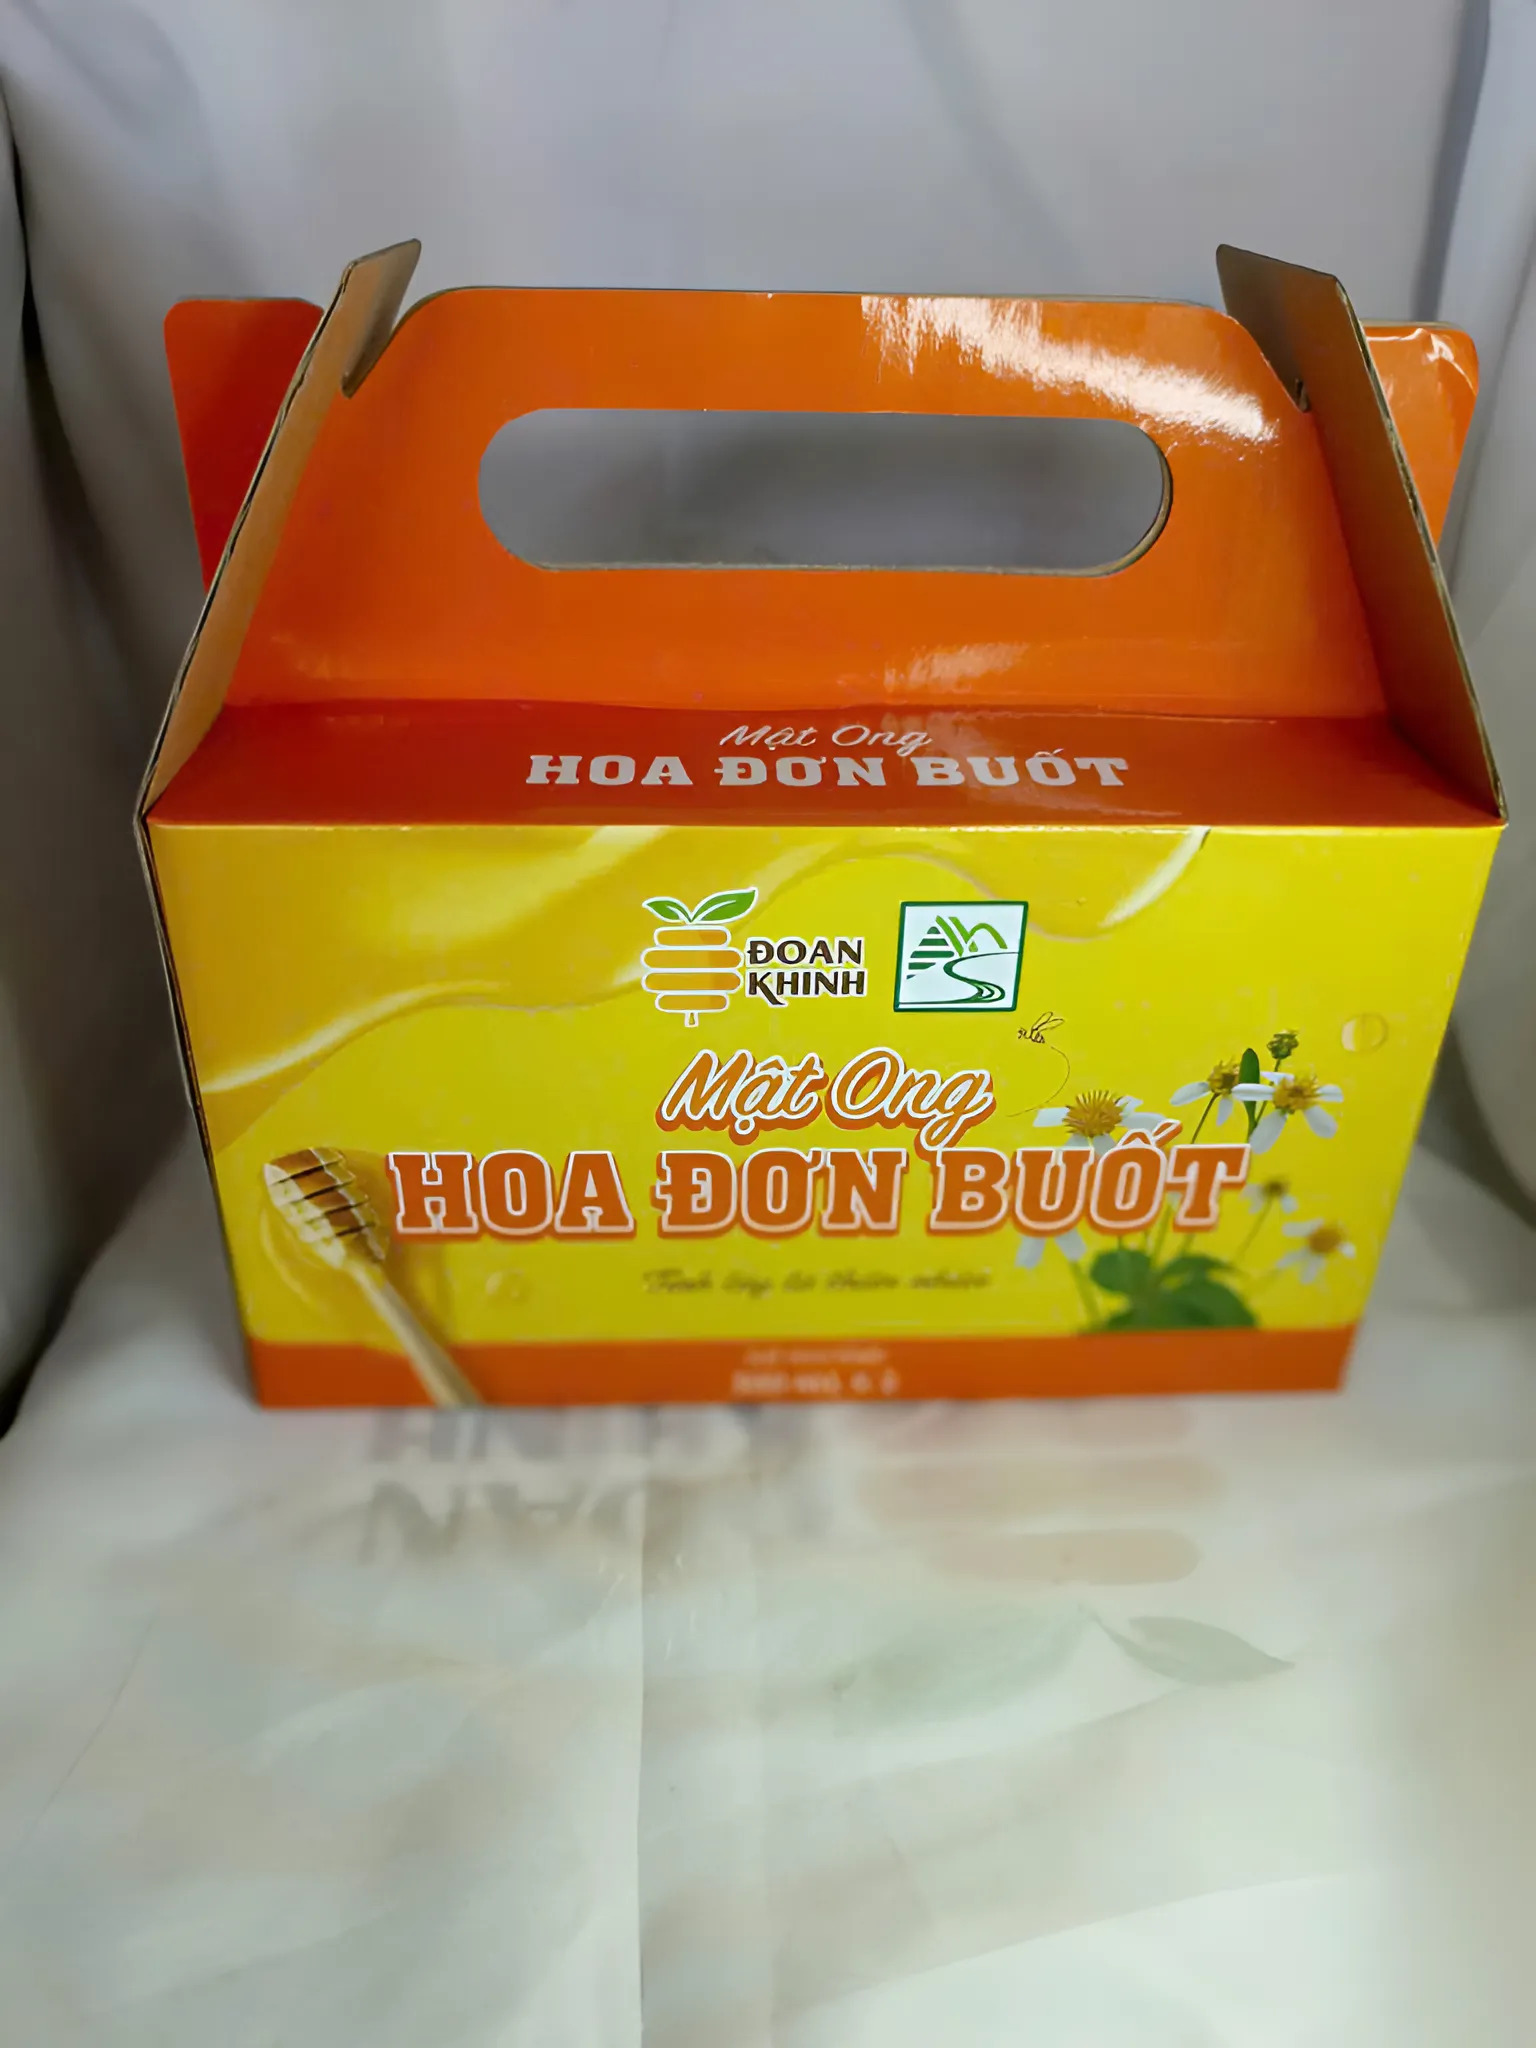 Mật Ong
HOA ĐƠN BUỐT
ĐOAN
KHINH
Mật Ong
HOA ĐƠN BUỐT